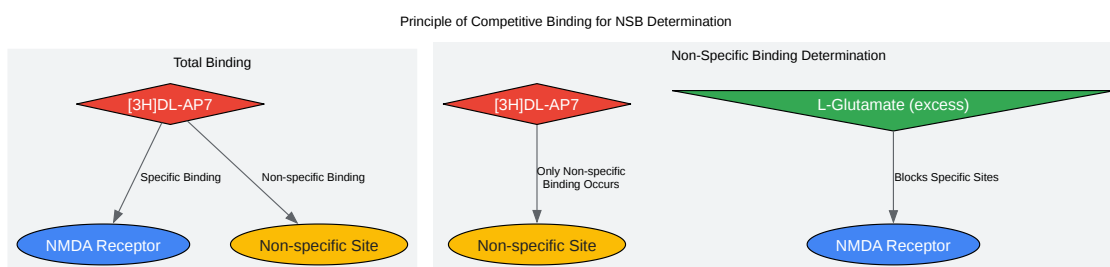 Principle of Competitive Binding for NSB Determination
Total Binding
[3H]DL-AP7
Specific Binding
Non-specific Binding
NMDA Receptor
Non-specific Site
Non-Specific Binding Determination
[3H]DL-AP7
L-Glutamate (excess)
Only Non-specific
Binding Occurs
Blocks Specific Sites
Non-specific Site
NMDA Receptor